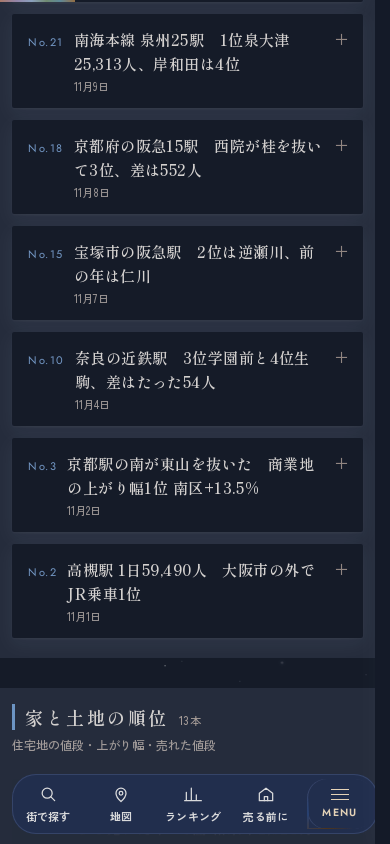 No.21 南海本線 泉州25駅　1位泉大津
25,313人、岸和田は4位
11月9日
No.18 京都府の阪急15駅　西院が桂を抜い
て3位、差は552人
11月8日
No.15 宝塚市の阪急駅　2位は逆瀬川、前
の年は仁川
11月7日
No.10 奈良の近鉄駅　3位学園前と4位生
駒、差はたった54人
11月4日
No.3 京都駅の南が東山を抜いた　商業地
の上がり幅1位 南区+13.5%
11月2日
No.2 高槻駅 1日59,490人　大阪市の外で
JR乗車1位
11月1日
家と土地の順位 13本
住宅地の値段・上がり幅・売れた値段
街で探す 地図 ランキング 売る前に MENU